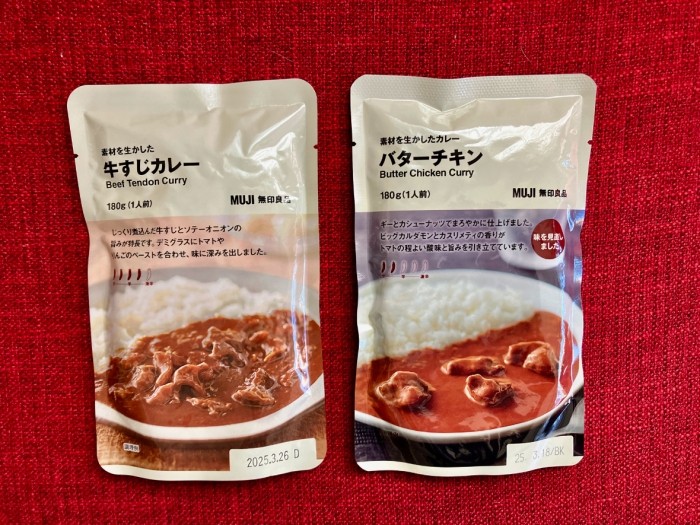 素材を生かした
牛すじカレー
Beef Tendon Curry
180g(1人前)
MUJI 無印良品
じっくり煮込んだ牛すじとソテーオニオンの
旨みが特長です。デミグラスにトマトや
りんごのペーストを合わせ、味に深みを出しました。
2025.3.26 D
素材を生かしたカレー
バターチキン
Butter Chicken Curry
180g(1人前)
MUJI 無印良品
ギーとカシューナッツでまろやかに仕上げました。
ビッグカルダモンとカスリメティの香りが
トマトの程よい酸味と旨みを引き立てています。
味を見直し
ました。
3.18/BK